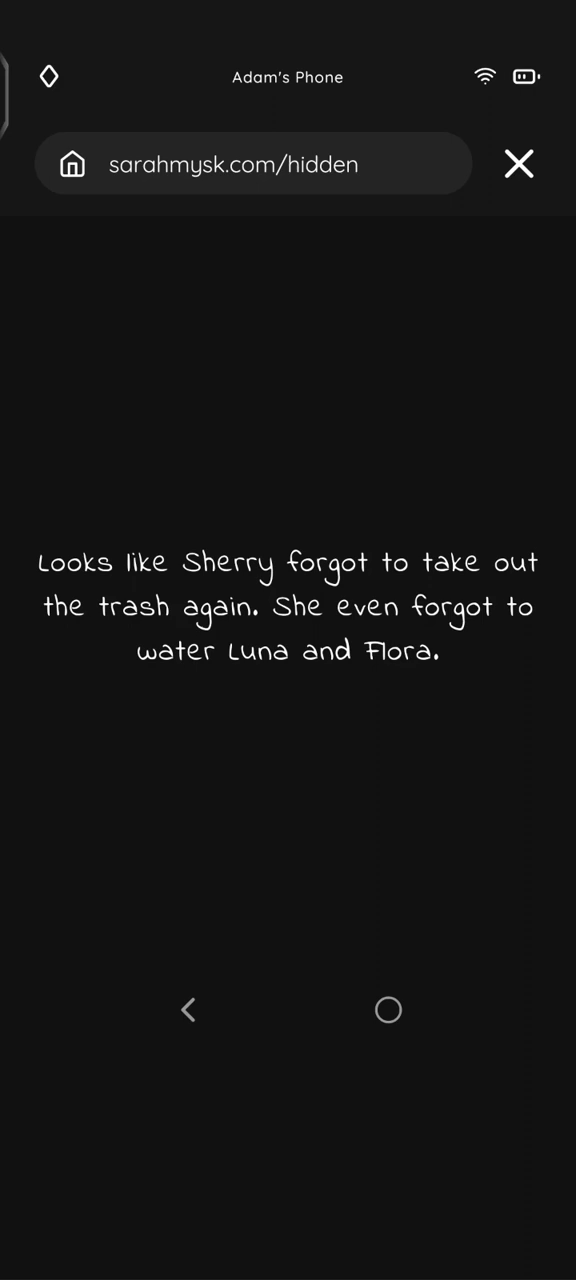 Adam's Phone
sarahmysk.com/hidden
Looks like Sherry forgot to take out
the trash again. She even forgot to
water Luna and Flora.